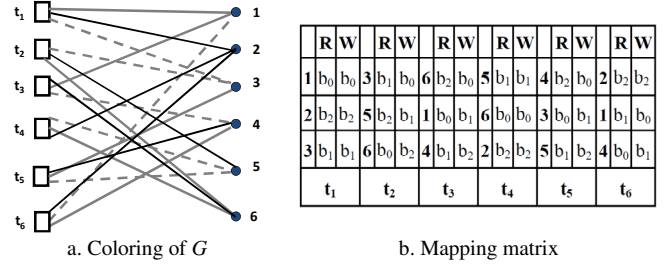 t1 1
t2 2
t3 3
t4 4
t5 5
t6 6
a. Coloring of G
R W R W R W R W R W R W
1 b0 b0 3 b1 b0 6 b2 b0 5 b1 b1 4 b2 b0 2 b2 b2
2 b2 b2 5 b2 b1 1 b0 b1 6 b0 b0 3 b0 b1 1 b1 b0
3 b1 b1 6 b0 b2 4 b1 b2 2 b2 b2 5 b1 b2 4 b0 b1
t1 t2 t3 t4 t5 t6
b. Mapping matrix